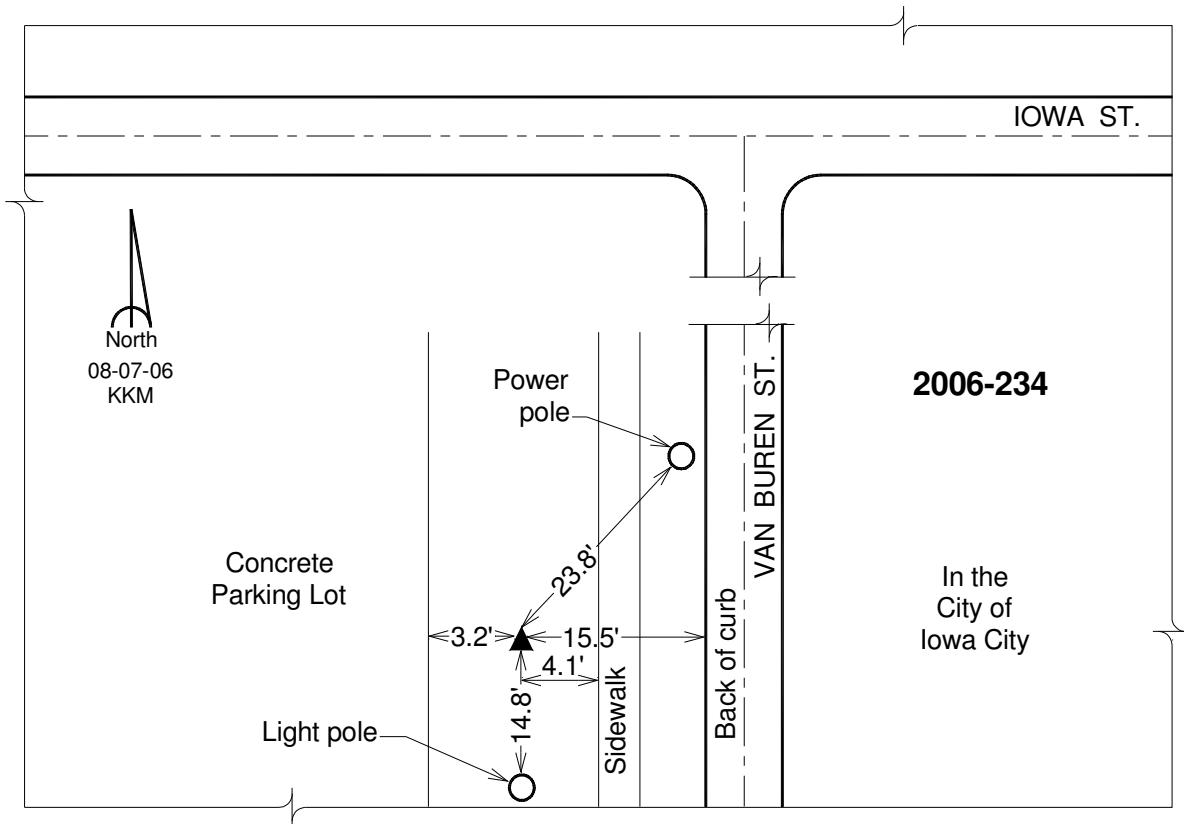 IOWA ST.
North
08-07-06
KKM
Power
pole
2006-234
VAN BUREN ST.
23.8'
Concrete
Parking Lot
In the
City of
Iowa City
3.2'
15.5'
4.1'
14.8'
Sidewalk
Back of curb
Light pole